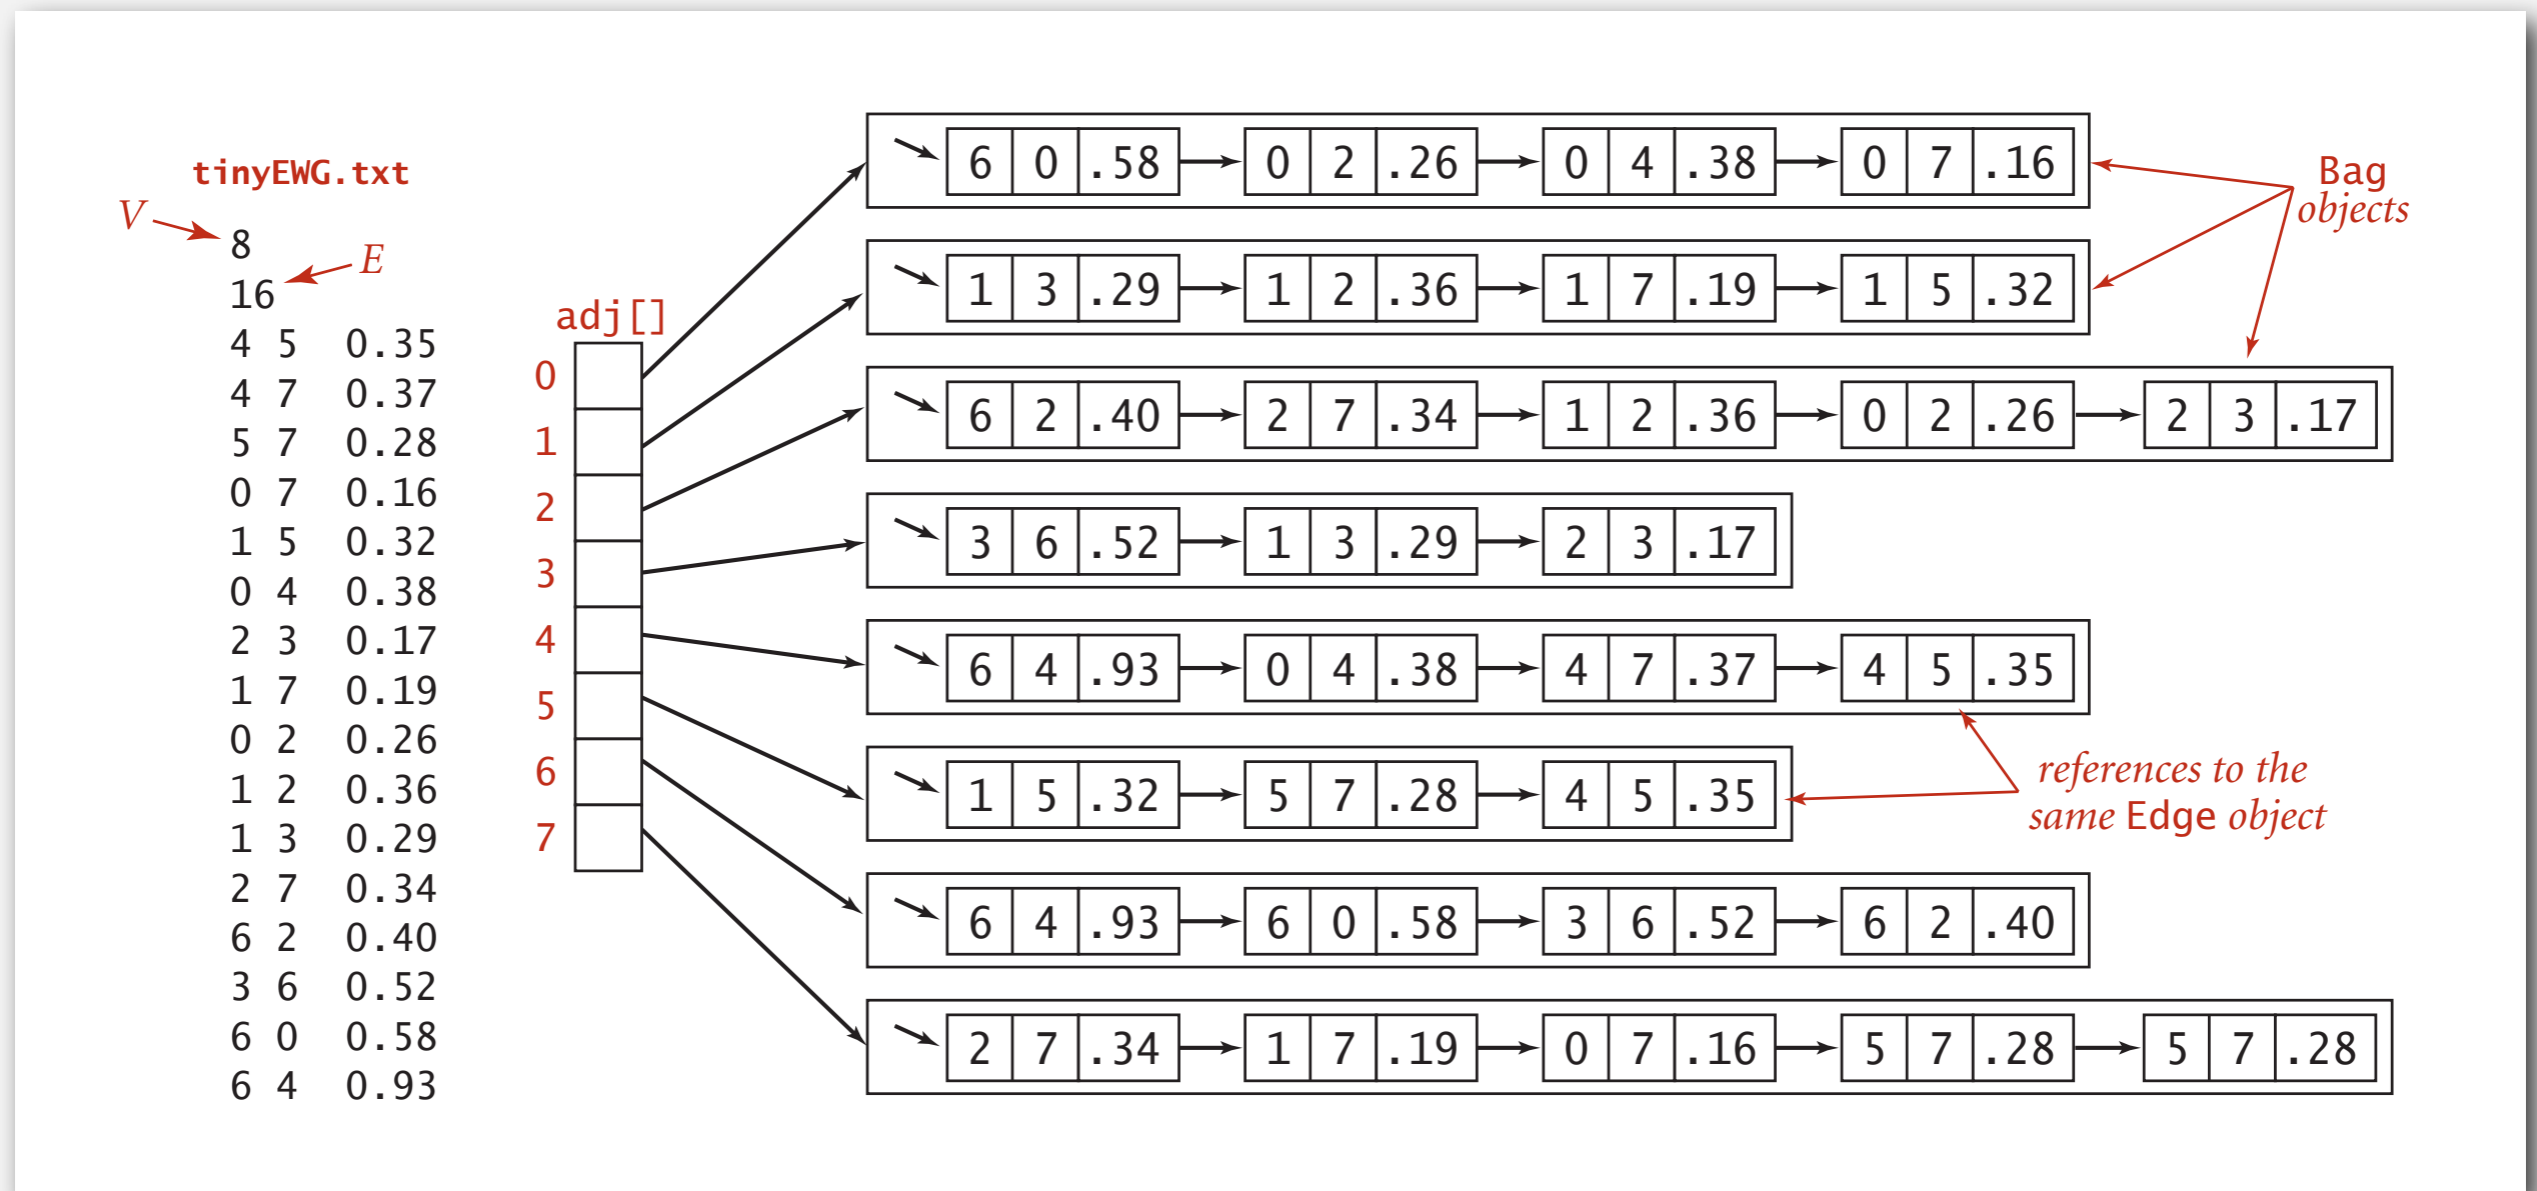 tinyEWG.txt
V
8
E
16
4 5 0.35
4 7 0.37
5 7 0.28
0 7 0.16
1 5 0.32
0 4 0.38
2 3 0.17
1 7 0.19
0 2 0.26
1 2 0.36
1 3 0.29
2 7 0.34
6 2 0.40
3 6 0.52
6 0 0.58
6 4 0.93
adj[]
0
1
2
3
4
5
6
7
6 0 .58 0 2 .26 0 4 .38 0 7 .16
1 3 .29 1 2 .36 1 7 .19 1 5 .32
6 2 .40 2 7 .34 1 2 .36 0 2 .26 2 3 .17
3 6 .52 1 3 .29 2 3 .17
6 4 .93 0 4 .38 4 7 .37 4 5 .35
1 5 .32 5 7 .28 4 5 .35
6 4 .93 6 0 .58 3 6 .52 6 2 .40
2 7 .34 1 7 .19 0 7 .16 5 7 .28 5 7 .28
Bag
objects
references to the
same Edge object